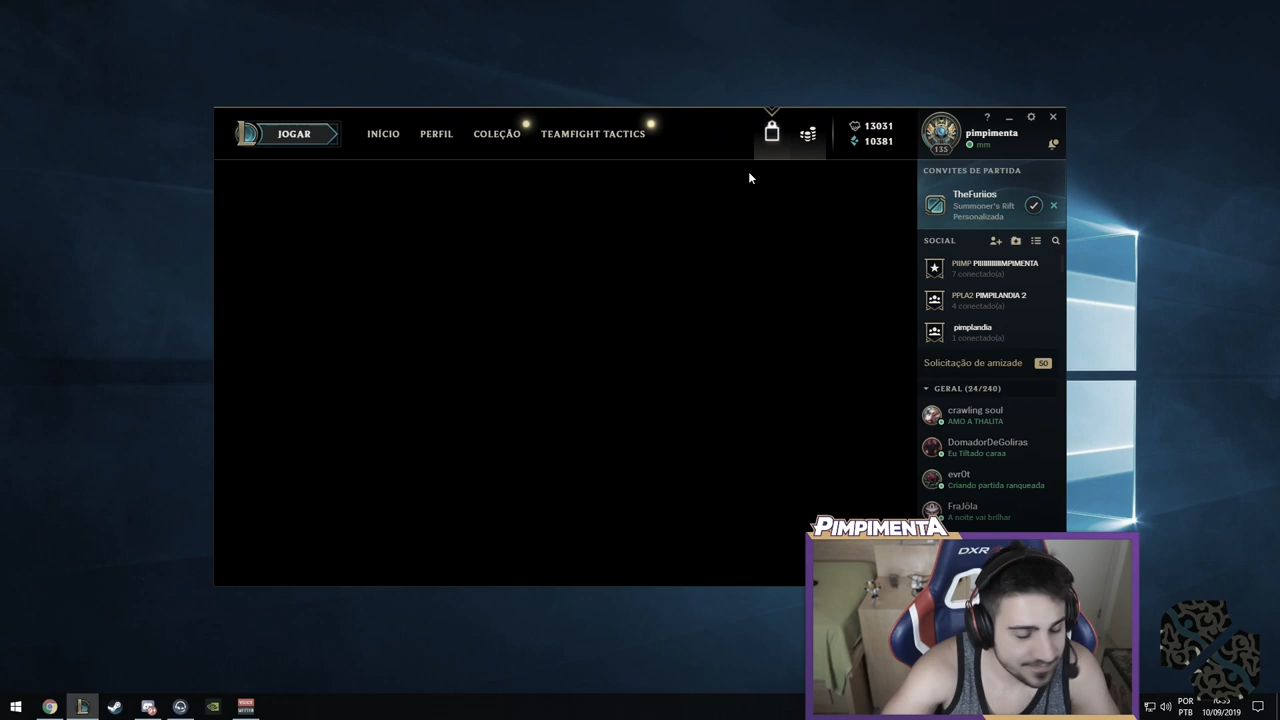 JOGAR
INÍCIO
PERFIL
COLEÇÃO
TEAMFIGHT TACTICS
13031
10381
?
135
pimpimenta
mm
CONVITES DE PARTIDA
TheFuriios
Summoner's Rift
Personalizada
SOCIAL
PIIMP PIIIIIIIIIIIIMPIMENTA
7 conectado(a)
PPLA2 PIMPILANDIA 2
4 conectado(a)
pimplandia
1 conectado(a)
Solicitação de amizade 50
GERAL (24/240)
crawling soul
AMO A THALITA
DomadorDeGoliras
Eu Tiltado caraa
evr0t
Criando partida ranqueada
FraJóla
A noite vai brilhar
PIMPIMENTA
DXR
POR
PTB
10/09/2019